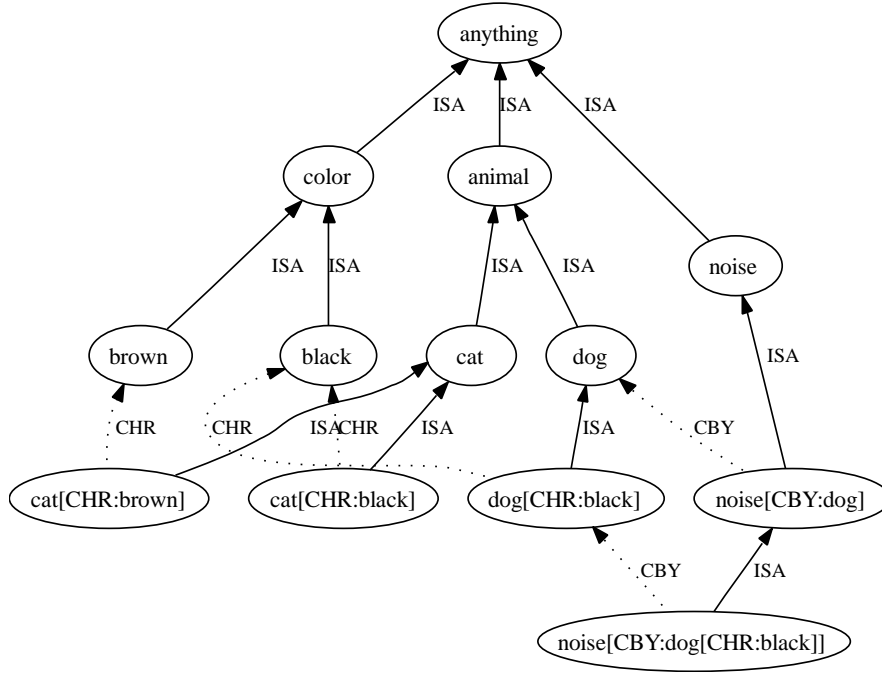 anything
ISA ISA ISA
color animal
noise
ISA ISA ISA ISA
brown black cat dog
ISA
CHR CHR ISA CHR ISA ISA CBY
cat[CHR:brown] cat[CHR:black] dog[CHR:black] noise[CBY:dog]
CBY ISA
noise[CBY:dog[CHR:black]]